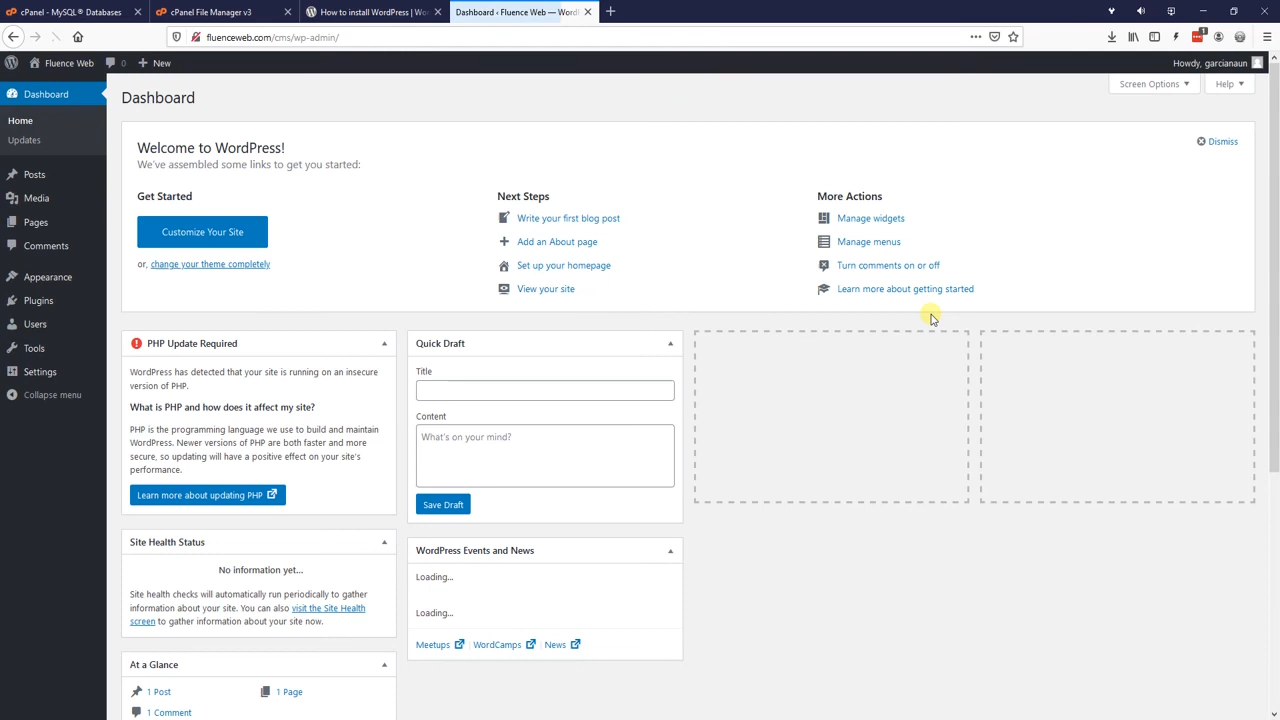 cPanel - MySQL® Databases
cPanel File Manager v3
How to install WordPress | Wo
Dashboard ‹ Fluence Web — Word
fluenceweb.com/cms/wp-admin/
1
Fluence Web
0
New
Howdy, garcianaun
Dashboard
Home
Updates
Posts
Media
Pages
Comments
Appearance
Plugins
Users
Tools
Settings
Collapse menu
Dashboard
Screen Options
Help
Welcome to WordPress!
We've assembled some links to get you started:
Dismiss
Get Started
Customize Your Site
or, change your theme completely
Next Steps
Write your first blog post
Add an About page
Set up your homepage
View your site
More Actions
Manage widgets
Manage menus
Turn comments on or off
Learn more about getting started
PHP Update Required
WordPress has detected that your site is running on an insecure
version of PHP.
What is PHP and how does it affect my site?
PHP is the programming language we use to build and maintain
WordPress. Newer versions of PHP are both faster and more
secure, so updating will have a positive effect on your site's
performance.
Learn more about updating PHP
Site Health Status
No information yet…
Site health checks will automatically run periodically to gather
information about your site. You can also visit the Site Health
screen to gather information about your site now.
At a Glance
1 Post
1 Page
1 Comment
Quick Draft
Title
Content
What's on your mind?
Save Draft
WordPress Events and News
Loading…
Loading…
Meetups | WordCamps | News